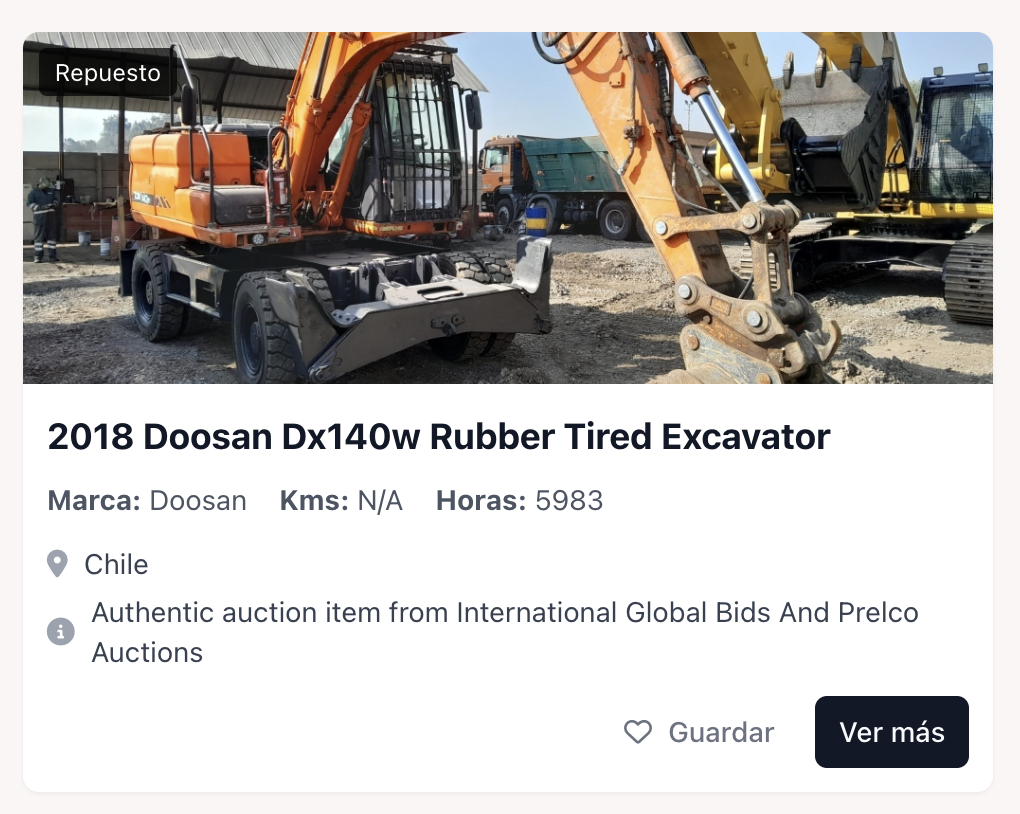 Repuesto
2018 Doosan Dx140w Rubber Tired Excavator
Marca: Doosan Kms: N/A Horas: 5983
Chile
Authentic auction item from International Global Bids And Prelco
Auctions
Guardar Ver más